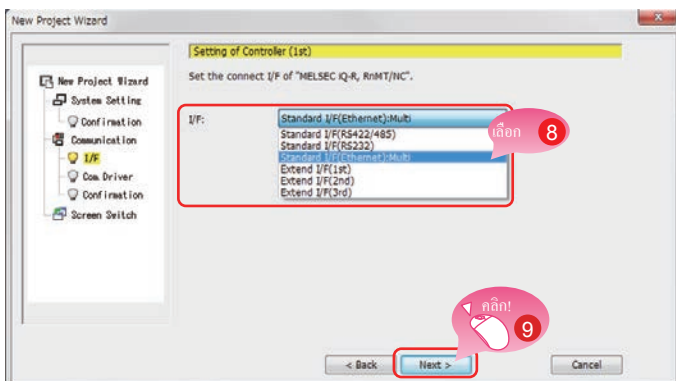 New Project Wizard
Setting of Controller (1st)
Set the connect I/F of "MELSEC iQ-R, RnMT/NC".
New Project Wizard
System Setting
Confirmation
Communication
I/F
Com. Driver
Confirmation
Screen Switch
I/F:
Standard I/F(Ethernet):Multi
Standard I/F(RS422/485)
Standard I/F(RS232)
Standard I/F(Ethernet):Multi
Extend I/F(1st)
Extend I/F(2nd)
Extend I/F(3rd)
เลือก 8
คลิก!
9
< Back Next > Cancel